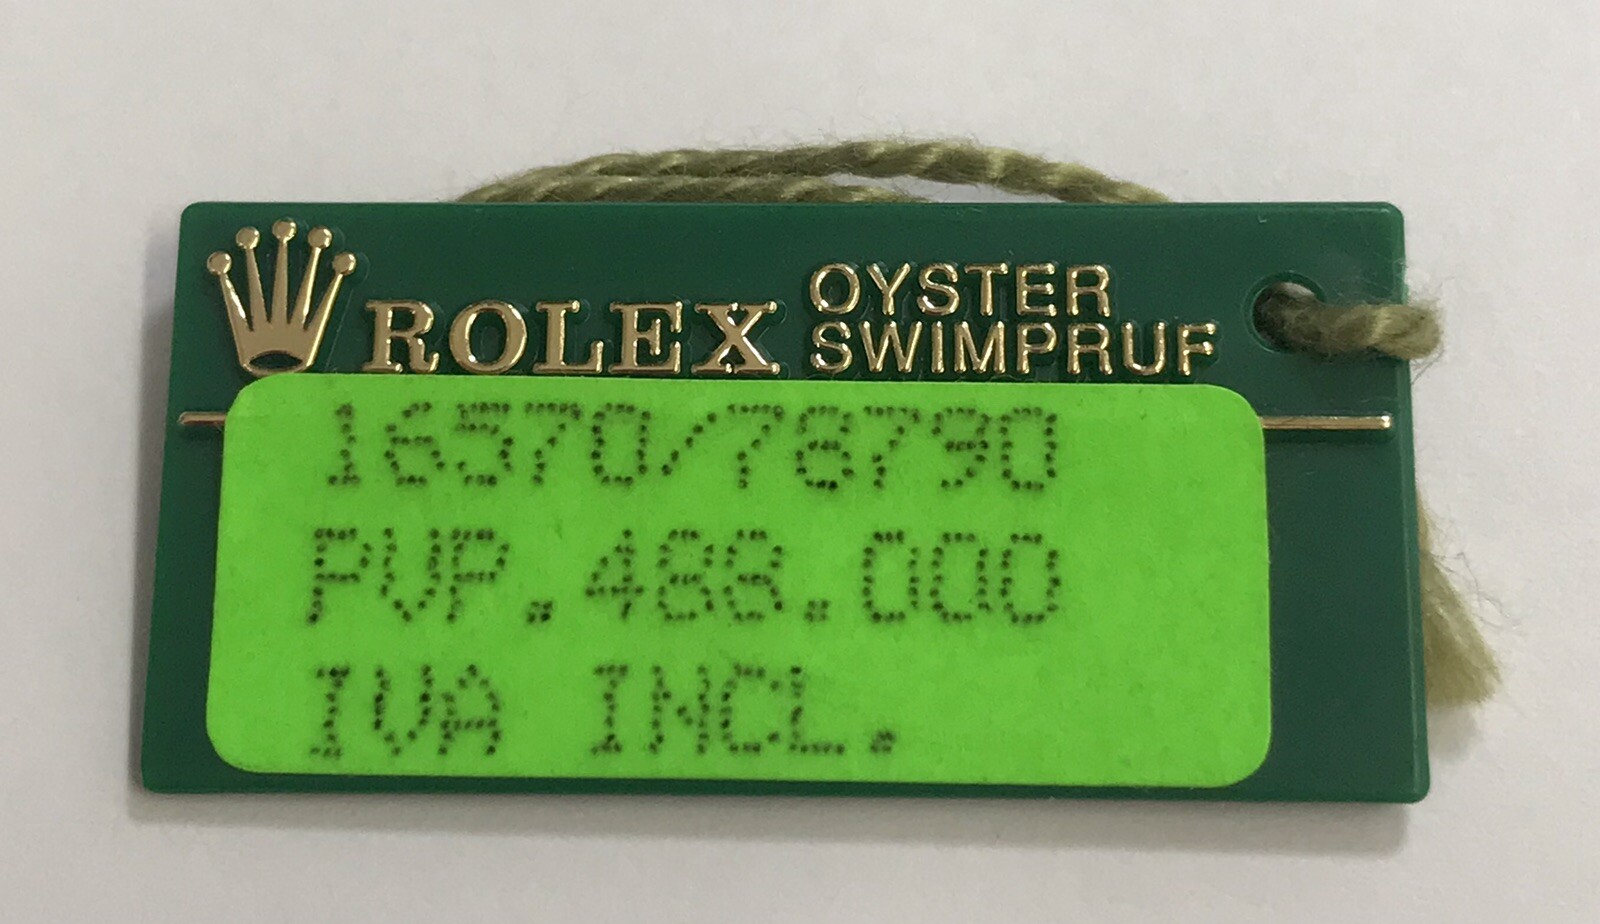 ROLEX OYSTER
SWIMPRUF
16570/78790
PVP.488.000
IVA INCL.